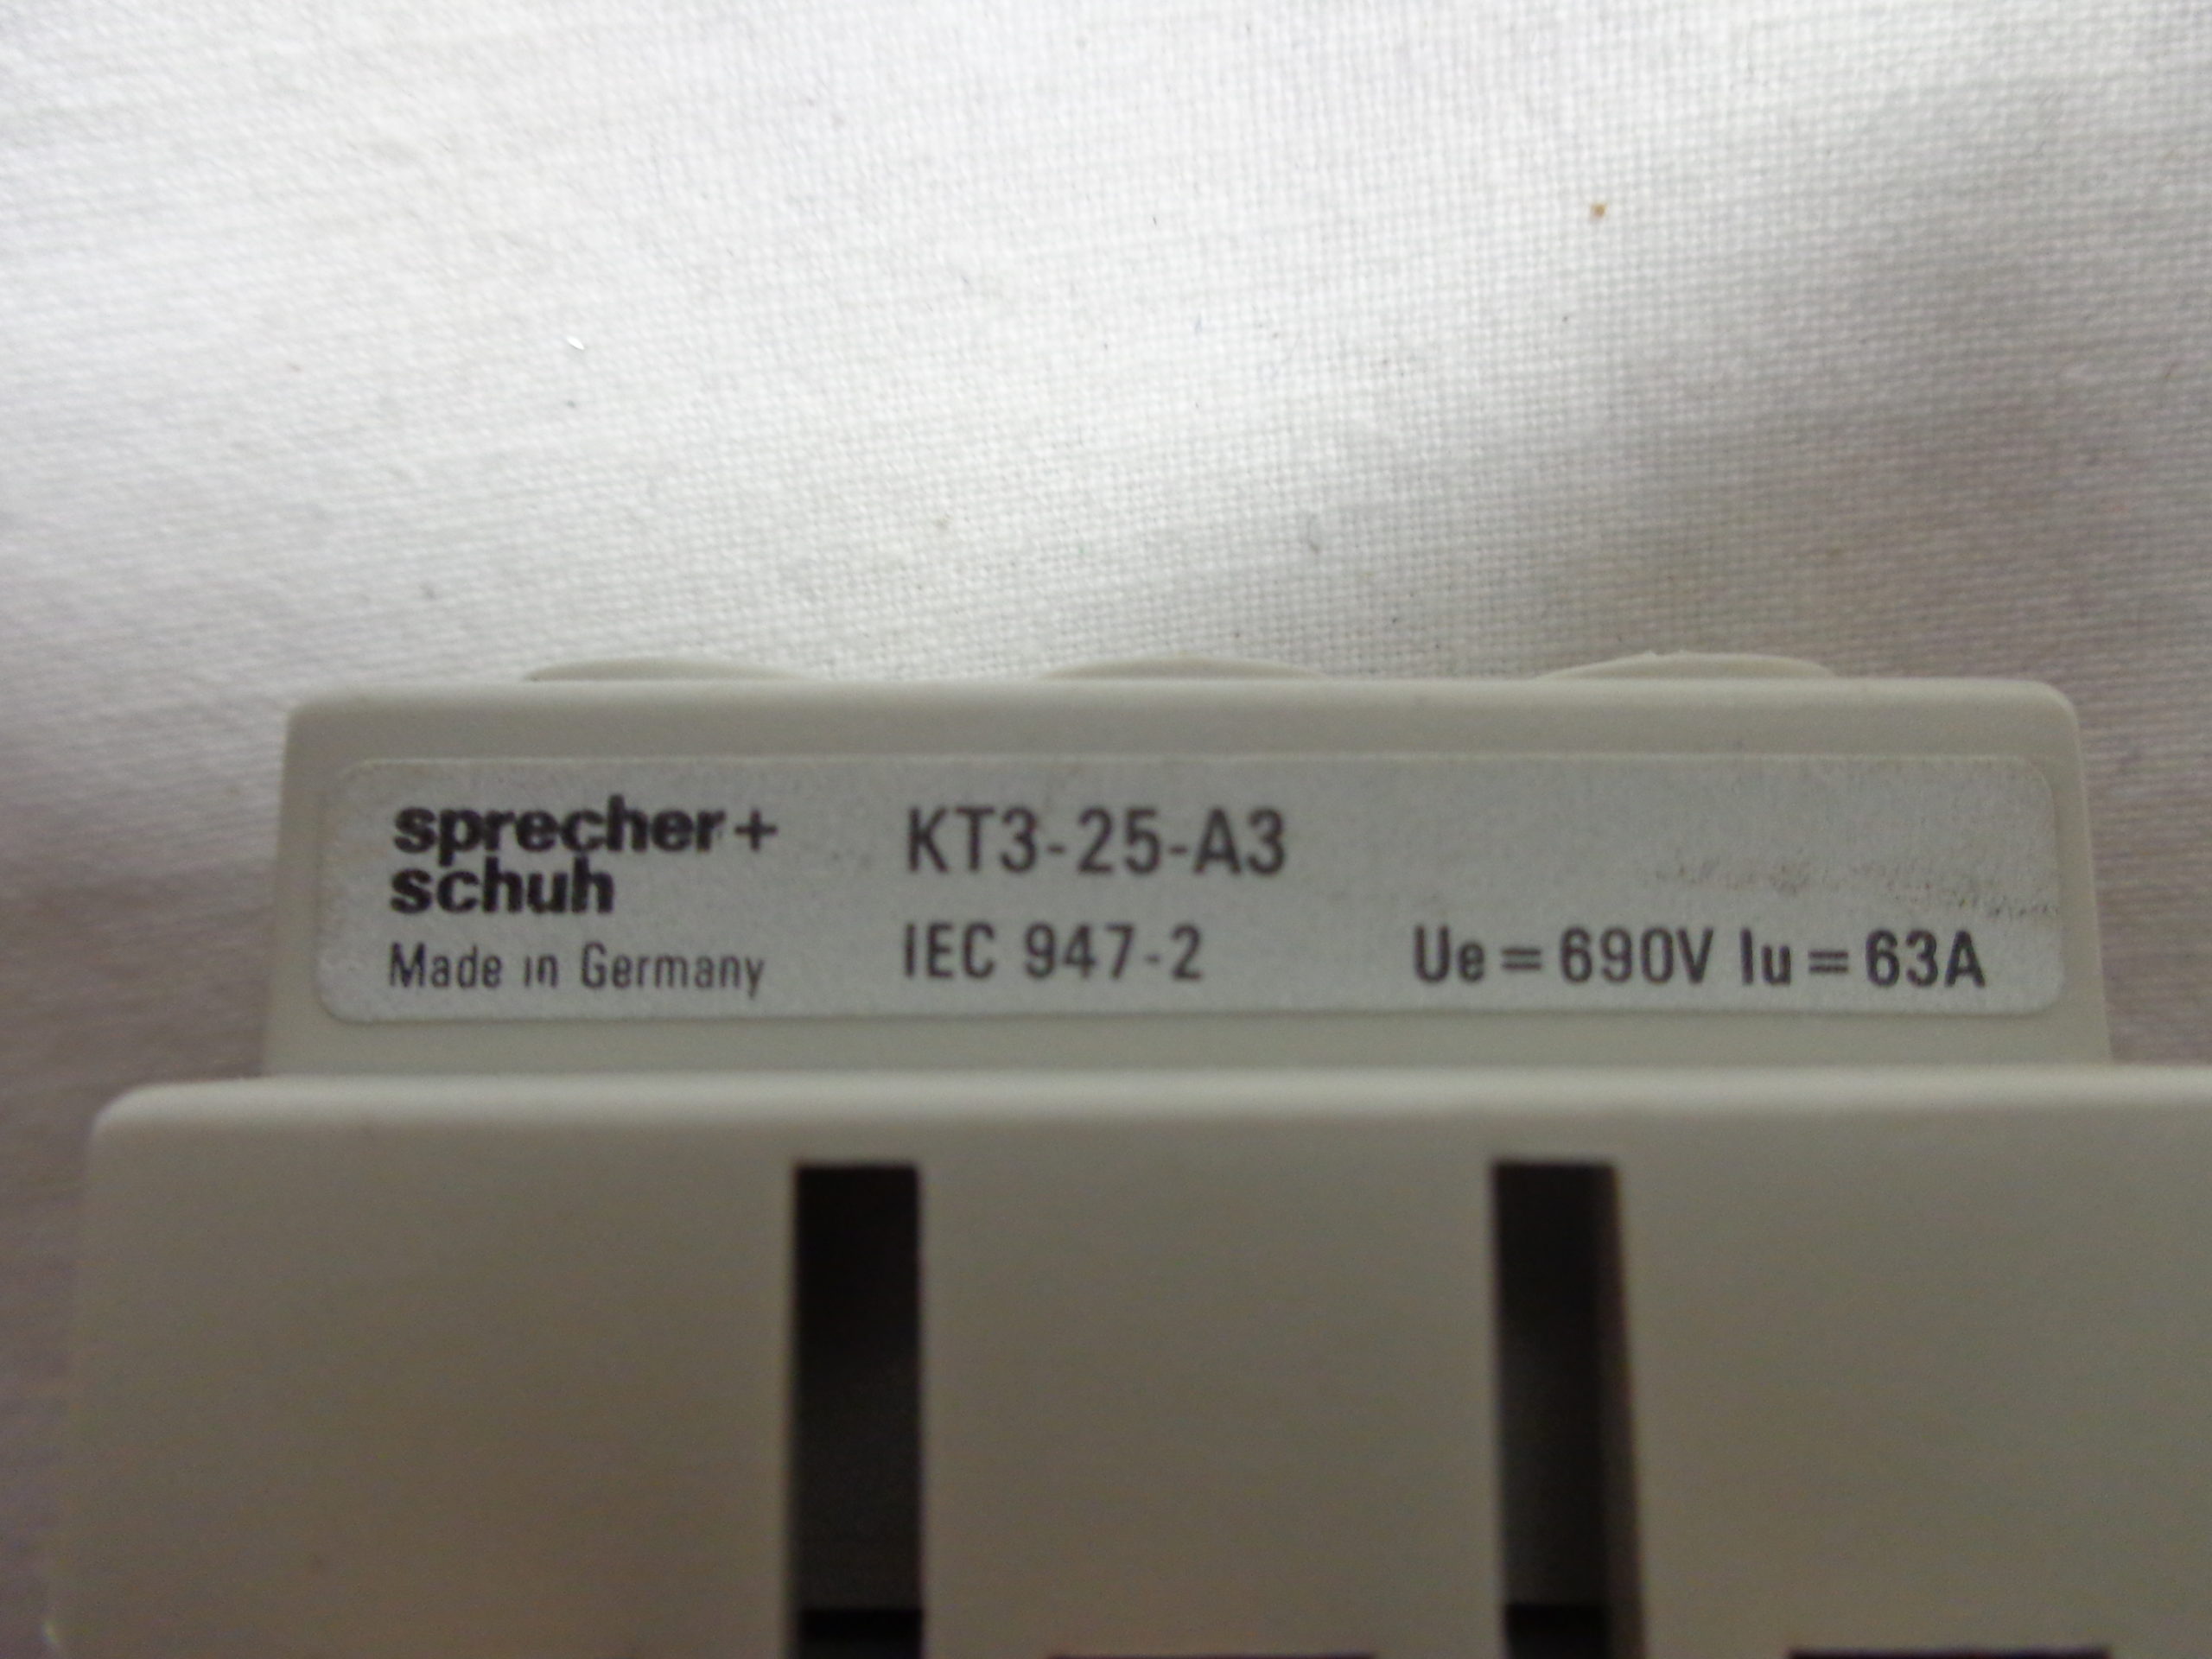 sprecher+
schuh
Made in Germany
KT3-25-A3
IEC 947-2
Ue = 690V Iu = 63A